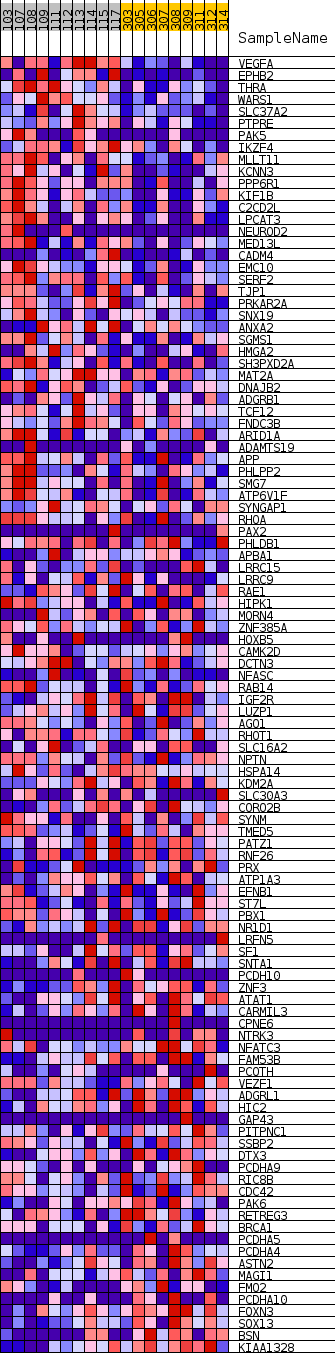 103 107 108 109 111 112 113 114 115 117 303 305 306 307 308 309 311 312 314
SampleName
VEGFA
EPHB2
THRA
WARS1
SLC37A2
PTPRE
PAK5
IKZF4
MLLT11
KCNN3
PPP6R1
KIF1B
C2CD2L
LPCAT3
NEUROD2
MED13L
CADM4
EMC10
SERF2
TJP1
PRKAR2A
SNX19
ANXA2
SGMS1
HMGA2
SH3PXD2A
MAT2A
DNAJB2
ADGRB1
TCF12
FNDC3B
ARID1A
ADAMTS19
APP
PHLPP2
SMG7
ATP6V1F
SYNGAP1
RHOA
PAX2
PHLDB1
APBA1
LRRC15
LRRC9
RAE1
HIPK1
MORN4
ZNF385A
HOXB5
CAMK2D
DCTN3
NFASC
RAB14
IGF2R
LUZP1
AGO1
RHOT1
SLC16A2
NPTN
HSPA14
KDM2A
SLC30A3
CORO2B
SYNM
TMED5
PATZ1
RNF26
PRX
ATP1A3
EFNB1
ST7L
PBX1
NR1D1
LRFN5
SF1
SNTA1
PCDH10
ZNF3
ATAT1
CARMIL3
CPNE6
NTRK3
NFATC3
FAM53B
PCOTH
VEZF1
ADGRL1
HIC2
GAP43
PITPNC1
SSBP2
DTX3
PCDHA9
RIC8B
CDC42
PAK6
RETREG3
BRCA1
PCDHA5
PCDHA4
ASTN2
MAGI1
FMO2
PCDHA10
FOXN3
SOX13
BSN
KIAA1328